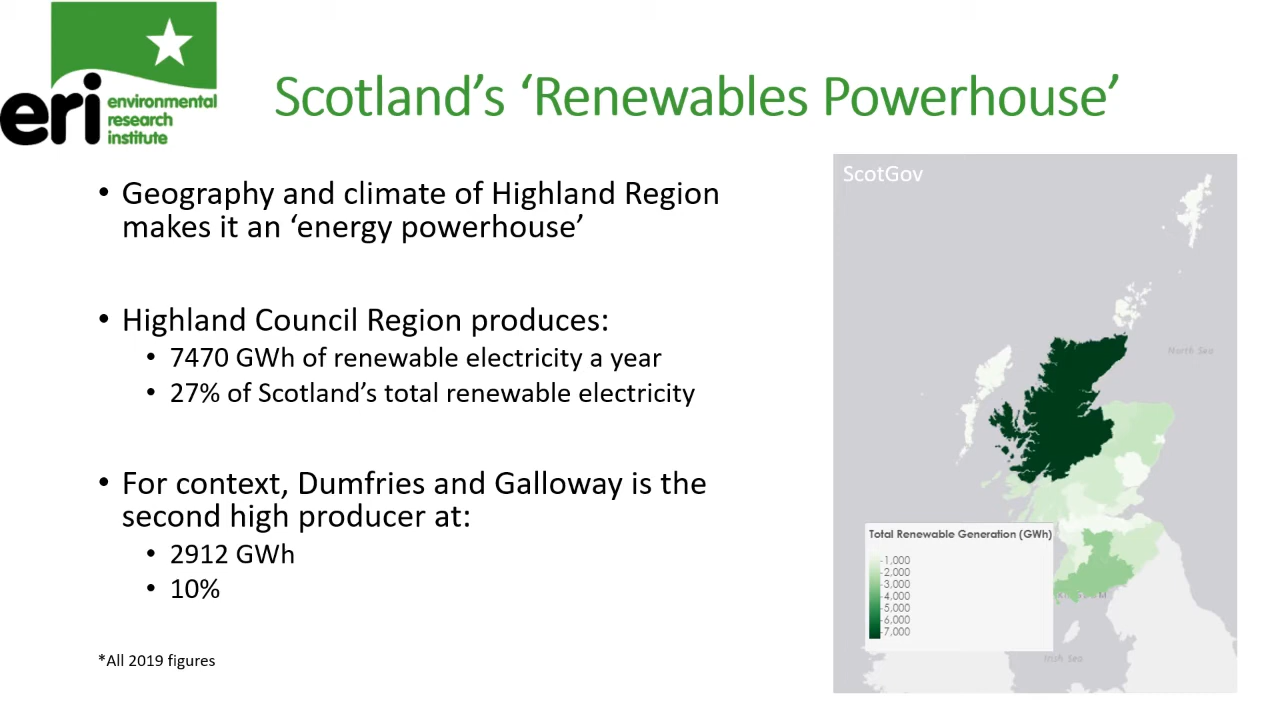 eri environmental
research
institute
Scotland’s ‘Renewables Powerhouse’
• Geography and climate of Highland Region
makes it an ‘energy powerhouse’
• Highland Council Region produces:
• 7470 GWh of renewable electricity a year
• 27% of Scotland’s total renewable electricity
• For context, Dumfries and Galloway is the
second high producer at:
• 2912 GWh
• 10%
*All 2019 figures
ScotGov
North Sea
Total Renewable Generation (GWh)
1,000
2,000
3,000
4,000
5,000
6,000
7,000
Irish Sea